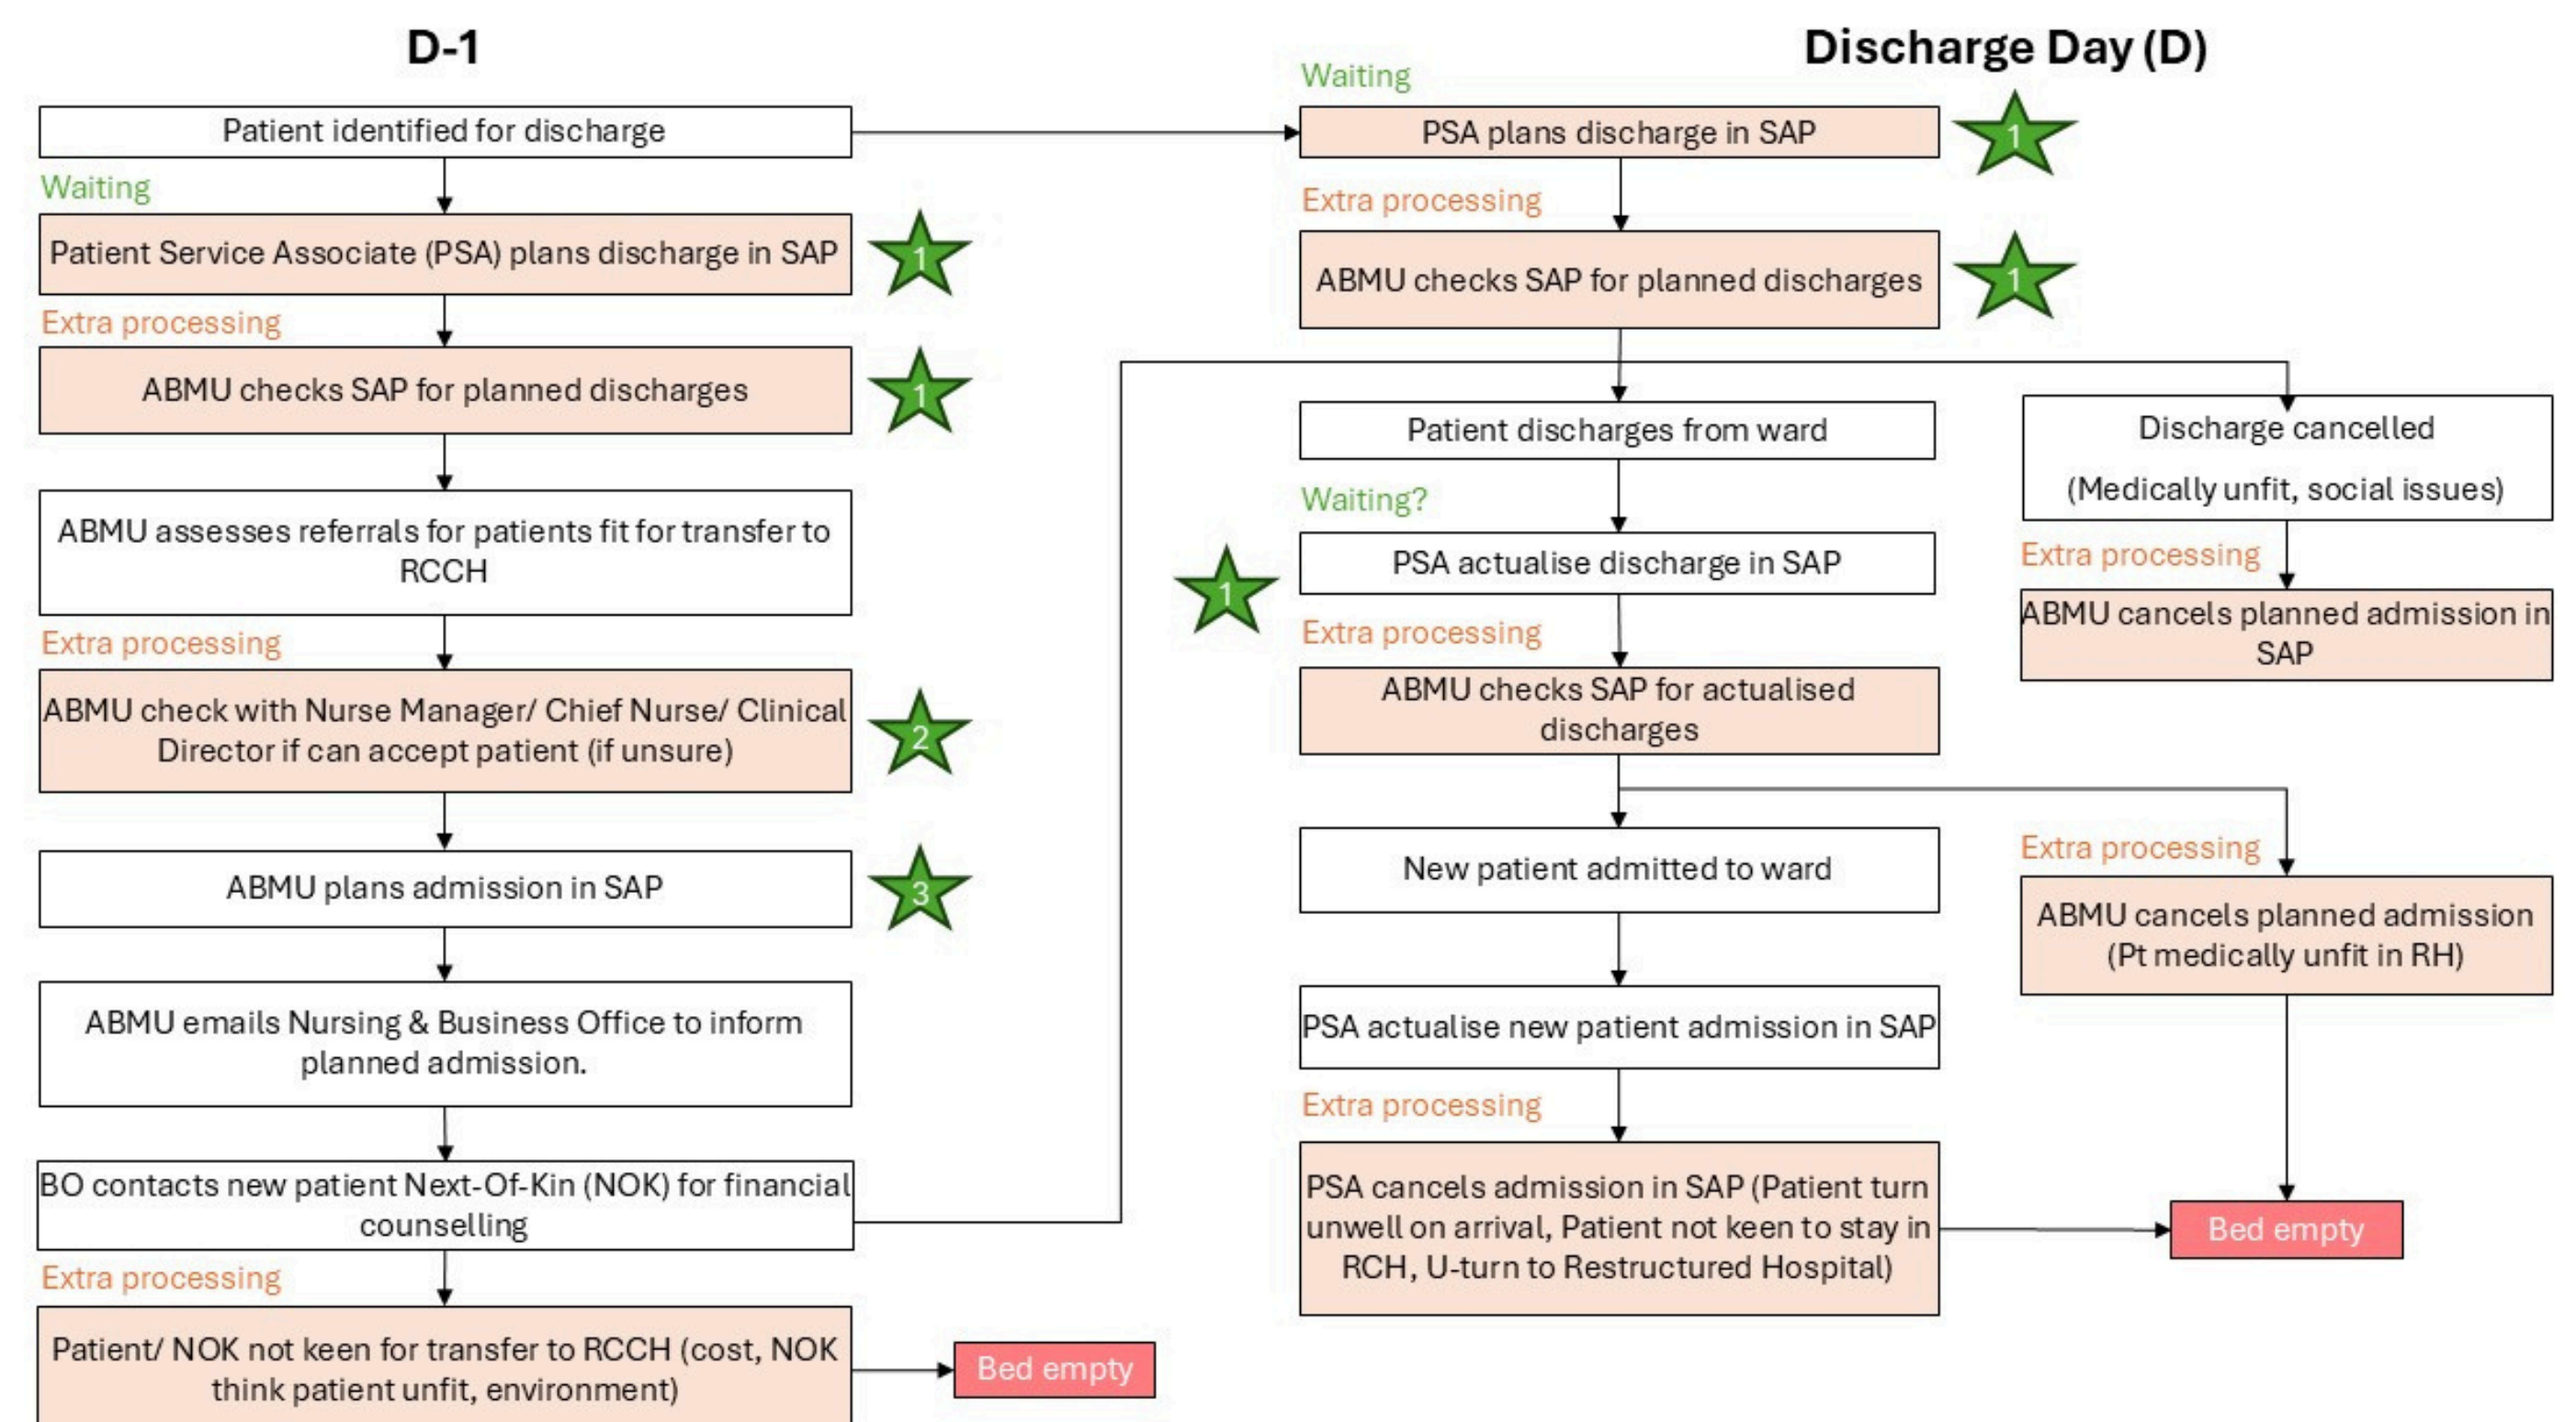 D-1
Patient identified for discharge
Waiting
Patient Service Associate (PSA) plans discharge in SAP
1
Extra processing
ABMU checks SAP for planned discharges
1
ABMU assesses referrals for patients fit for transfer to
RCCH
Extra processing
ABMU check with Nurse Manager/ Chief Nurse/ Clinical
Director if can accept patient (if unsure)
2
ABMU plans admission in SAP
3
ABMU emails Nursing & Business Office to inform
planned admission.
BO contacts new patient Next-Of-Kin (NOK) for financial
counselling
Extra processing
Patient/ NOK not keen for transfer to RCCH (cost, NOK
think patient unfit, environment)
Bed empty
Discharge Day (D)
Waiting
PSA plans discharge in SAP
1
Extra processing
ABMU checks SAP for planned discharges
1
Patient discharges from ward
Waiting?
PSA actualise discharge in SAP
1
Extra processing
ABMU checks SAP for actualised
discharges
New patient admitted to ward
PSA actualise new patient admission in SAP
Extra processing
PSA cancels admission in SAP (Patient turn
unwell on arrival, Patient not keen to stay in
RCH, U-turn to Restructured Hospital)
Discharge cancelled
(Medically unfit, social issues)
Extra processing
ABMU cancels planned admission in
SAP
Extra processing
ABMU cancels planned admission
(Pt medically unfit in RH)
Bed empty